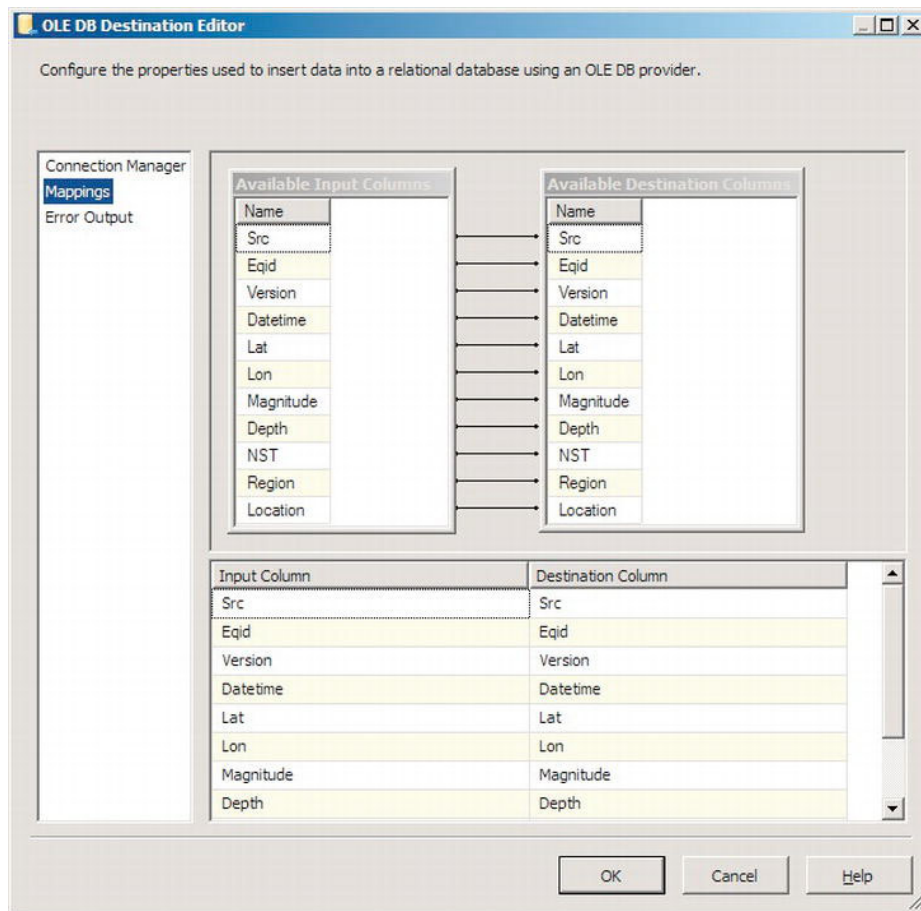 OLE DB Destination Editor
Configure the properties used to insert data into a relational database using an OLE DB provider.
Connection Manager
Mappings
Error Output
Available Input Columns
Name
Src
Eqid
Version
Datetime
Lat
Lon
Magnitude
Depth
NST
Region
Location
Available Destination Columns
Name
Src
Eqid
Version
Datetime
Lat
Lon
Magnitude
Depth
NST
Region
Location
Input Column Destination Column
Src Src
Eqid Eqid
Version Version
Datetime Datetime
Lat Lat
Lon Lon
Magnitude Magnitude
Depth Depth
OK Cancel Help